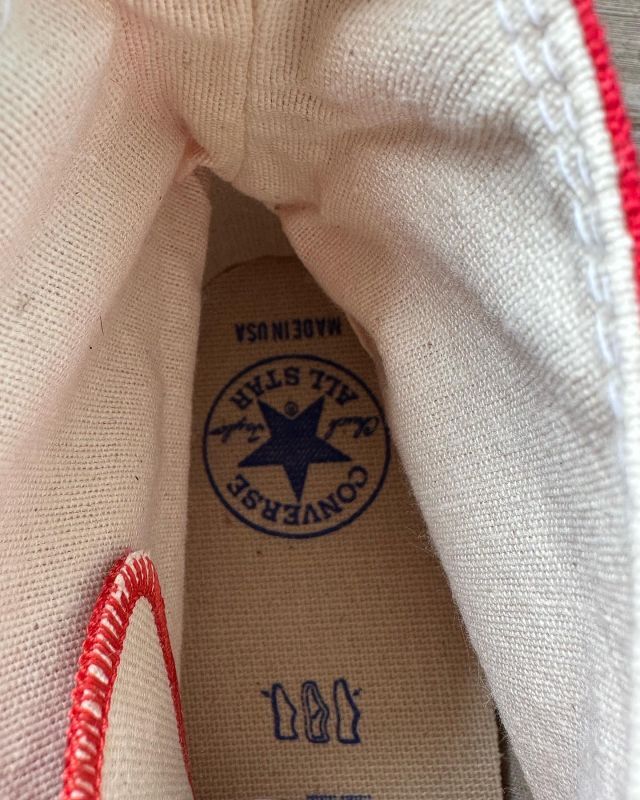 CONVERSE
Chuck Taylor
®
ALL STAR
MADE IN USA